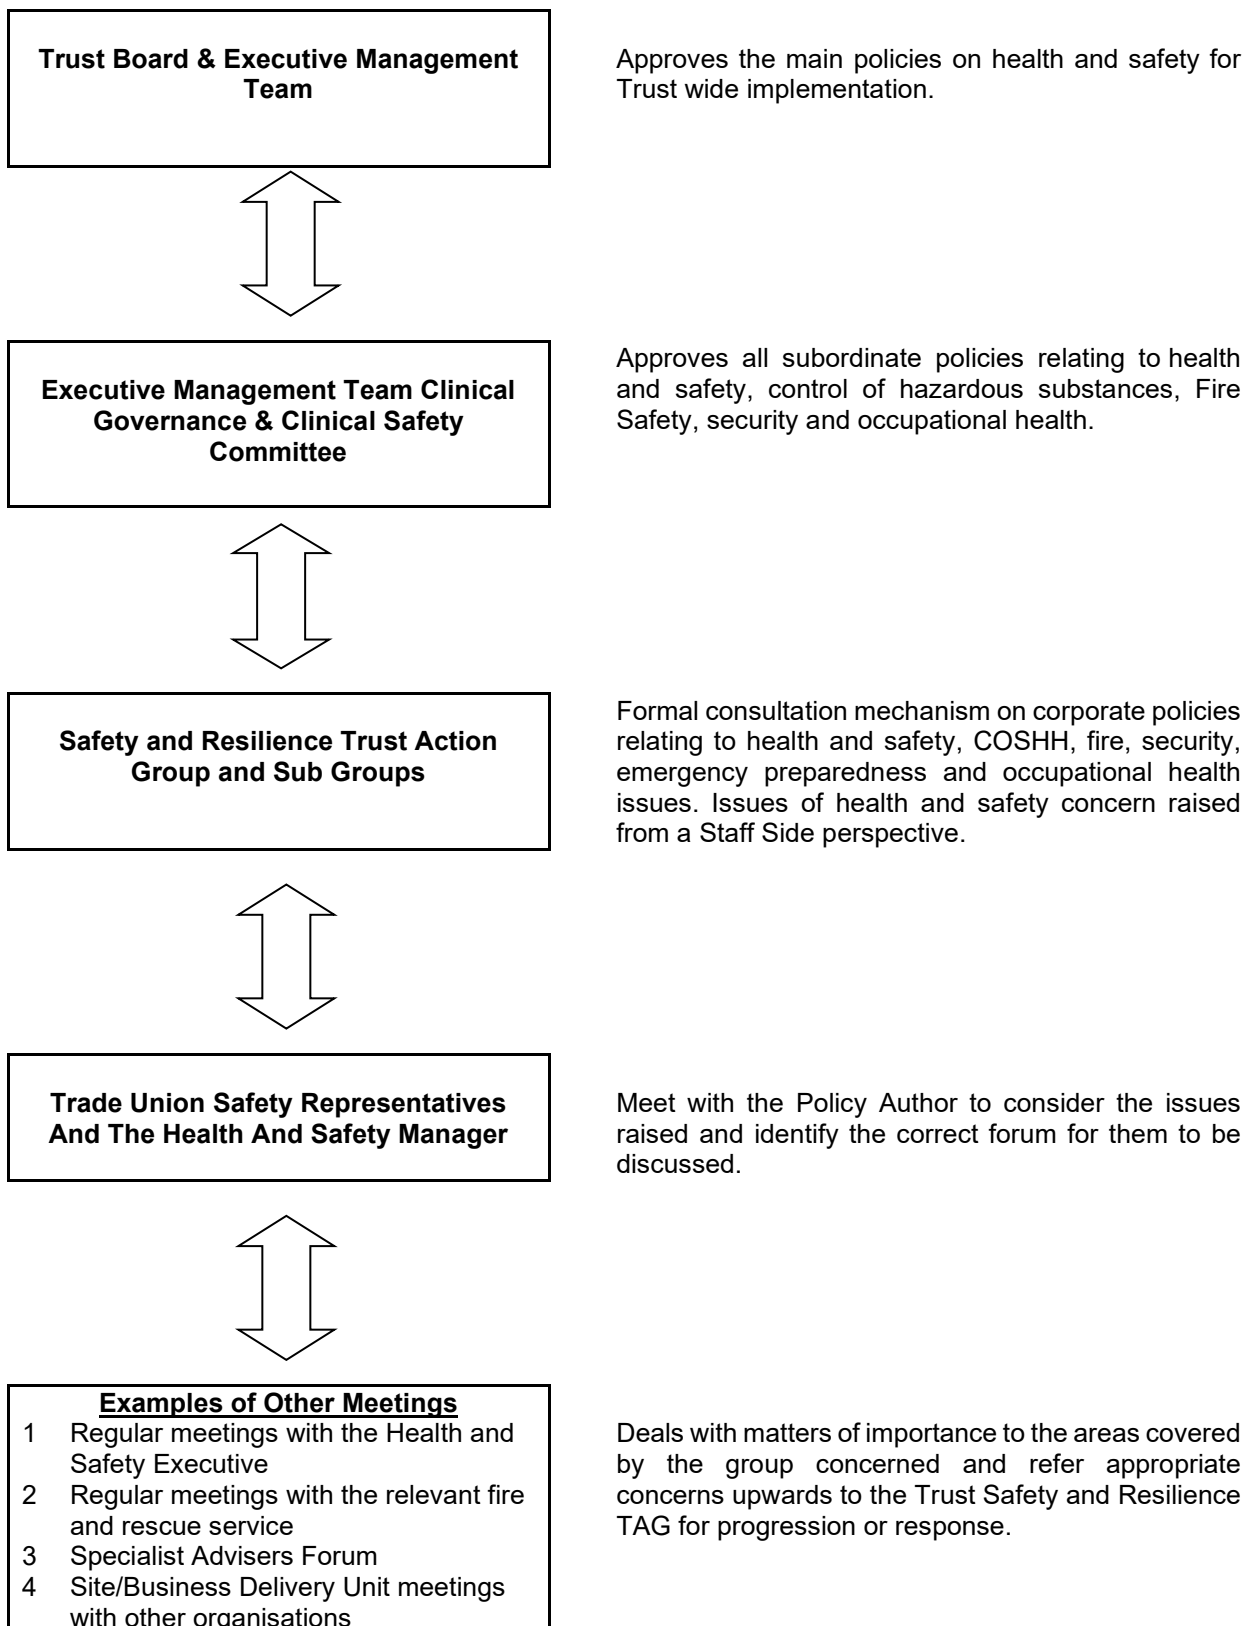 Trust Board & Executive Management
Team
Approves the main policies on health and safety for
Trust wide implementation.
Executive Management Team Clinical
Governance & Clinical Safety
Committee
Approves all subordinate policies relating to health
and safety, control of hazardous substances, Fire
Safety, security and occupational health.
Safety and Resilience Trust Action
Group and Sub Groups
Formal consultation mechanism on corporate policies
relating to health and safety, COSHH, fire, security,
emergency preparedness and occupational health
issues. Issues of health and safety concern raised
from a Staff Side perspective.
Trade Union Safety Representatives
And The Health And Safety Manager
Meet with the Policy Author to consider the issues
raised and identify the correct forum for them to be
discussed.
Examples of Other Meetings
1 Regular meetings with the Health and
Safety Executive
2 Regular meetings with the relevant fire
and rescue service
3 Specialist Advisers Forum
4 Site/Business Delivery Unit meetings
with other organisations
Deals with matters of importance to the areas covered
by the group concerned and refer appropriate
concerns upwards to the Trust Safety and Resilience
TAG for progression or response.